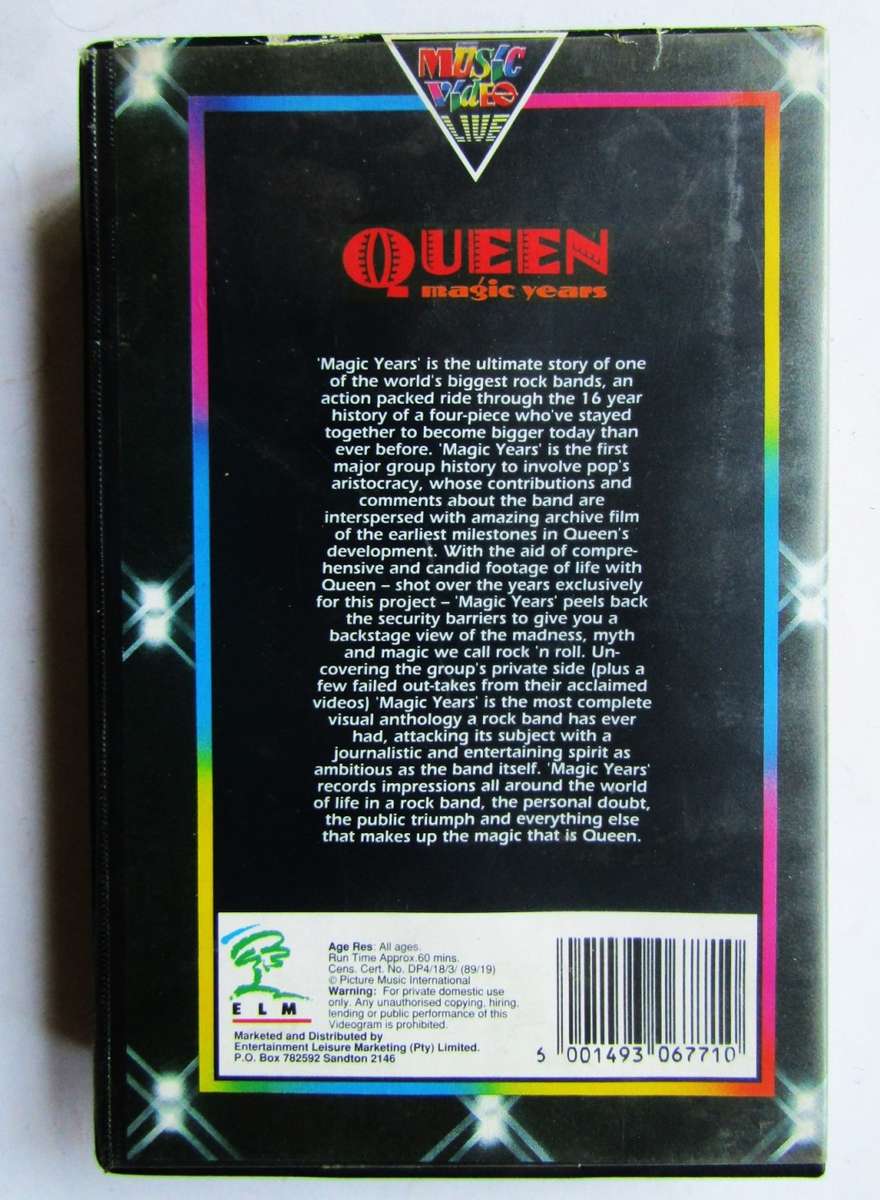 MUSiC
ViDEO
LIVE
QUEEN
magic years
'Magic Years' is the ultimate story of one
of the world's biggest rock bands, an
action packed ride through the 16 year
history of a four-piece who've stayed
together to become bigger today than
ever before. 'Magic Years' is the first
major group history to involve pop's
aristocracy, whose contributions and
comments about the band are
interspersed with amazing archive film
of the earliest milestones in Queen's
development. With the aid of compre-
hensive and candid footage of life with
Queen – shot over the years exclusively
for this project – 'Magic Years' peels back
the security barriers to give you a
backstage view of the madness, myth
and magic we call rock 'n roll. Un-
covering the group's private side (plus a
few failed out-takes from their acclaimed
videos) 'Magic Years' is the most complete
visual anthology a rock band has ever
had, attacking its subject with a
journalistic and entertaining spirit as
ambitious as the band itself. 'Magic Years'
records impressions all around the world
of life in a rock band, the personal doubt,
the public triumph and everything else
that makes up the magic that is Queen.
ELM
Age Res: All ages.
Run Time Approx.60 mins.
Cens. Cert. No. DP4/18/3/ (89/19)
© Picture Music International
Warning: For private domestic use
only. Any unauthorised copying, hiring,
lending or public performance of this
Videogram is prohibited.
Marketed and Distributed by
Entertainment Leisure Marketing (Pty) Limited.
P.O. Box 782592 Sandton 2146
6 001493 067710